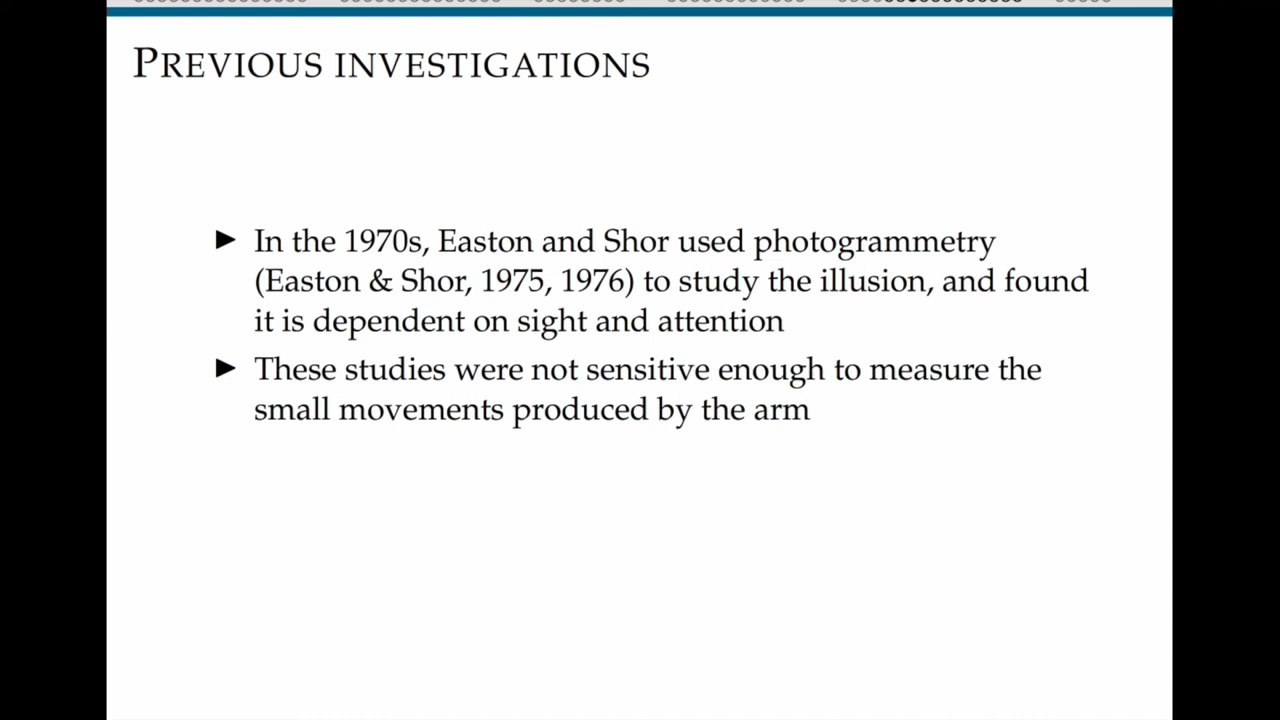 PREVIOUS INVESTIGATIONS
▶ In the 1970s, Easton and Shor used photogrammetry
(Easton & Shor, 1975, 1976) to study the illusion, and found
it is dependent on sight and attention
▶ These studies were not sensitive enough to measure the
small movements produced by the arm